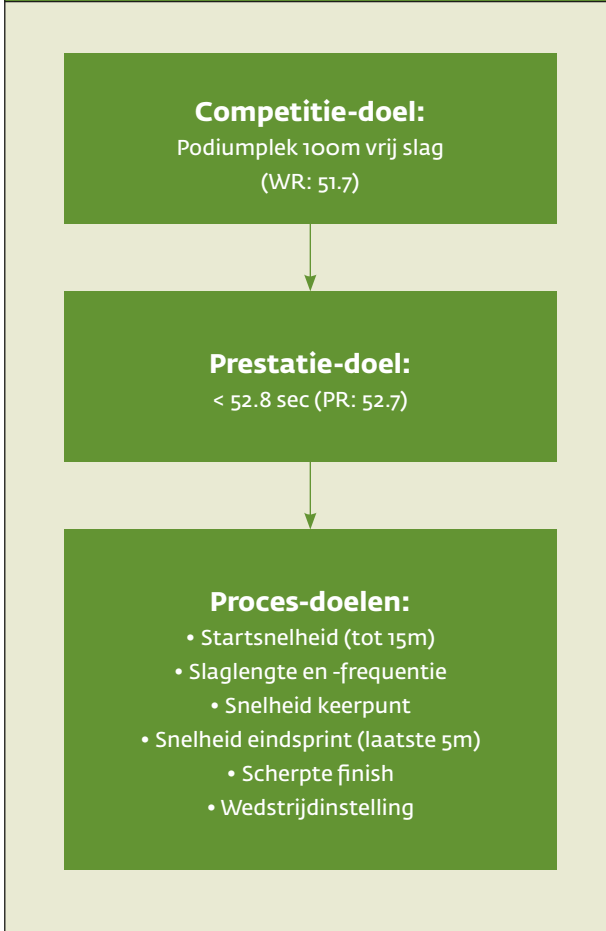 Competitie-doel:
Podiumplek 100m vrij slag
(WR: 51.7)
Prestatie-doel:
< 52.8 sec (PR: 52.7)
Proces-doelen:
• Startsnelheid (tot 15m)
• Slaglengte en -frequentie
• Snelheid keerpunt
• Snelheid eindsprint (laatste 5m)
• Scherpte finish
• Wedstrijdinstelling